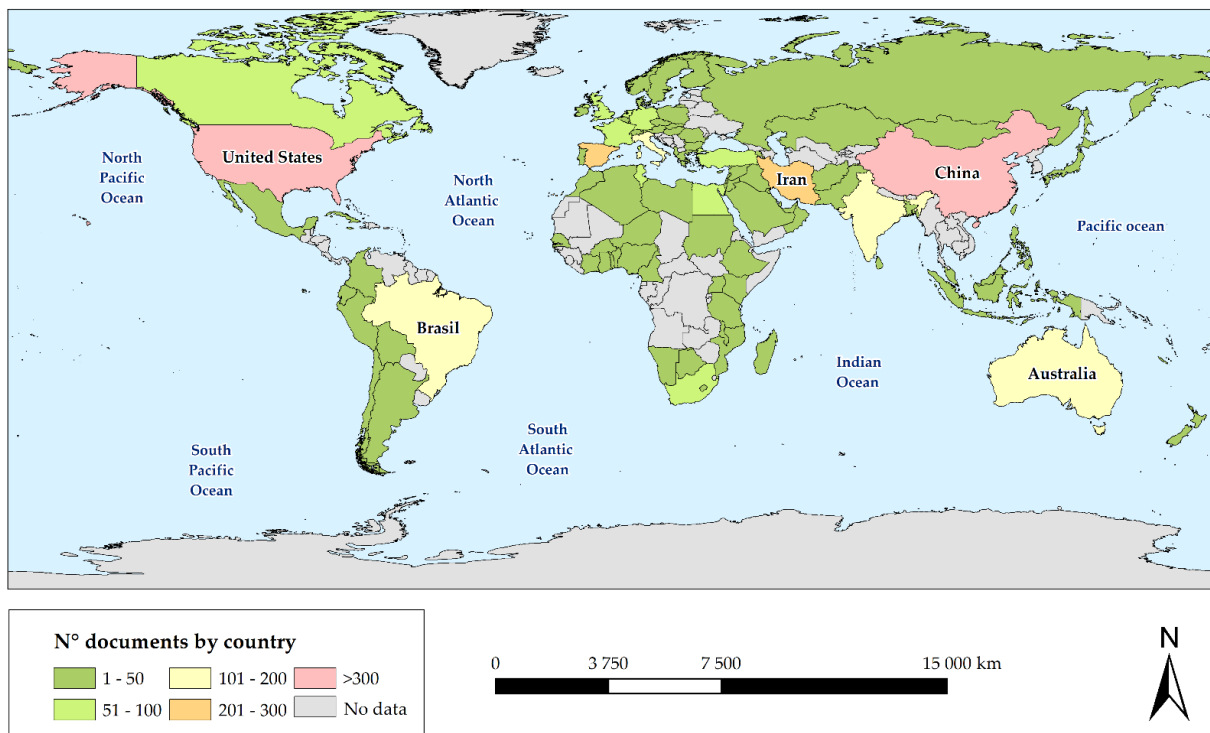 United States
China
Iran
North
Pacific
Ocean
North
Atlantic
Ocean
Pacific ocean
Brasil
Indian
Ocean
Australia
South
Pacific
Ocean
South
Atlantic
Ocean
N° documents by country
1 - 50
101 - 200
>300
51 - 100
201 - 300
No data
0
3 750
7 500
15 000 km
N